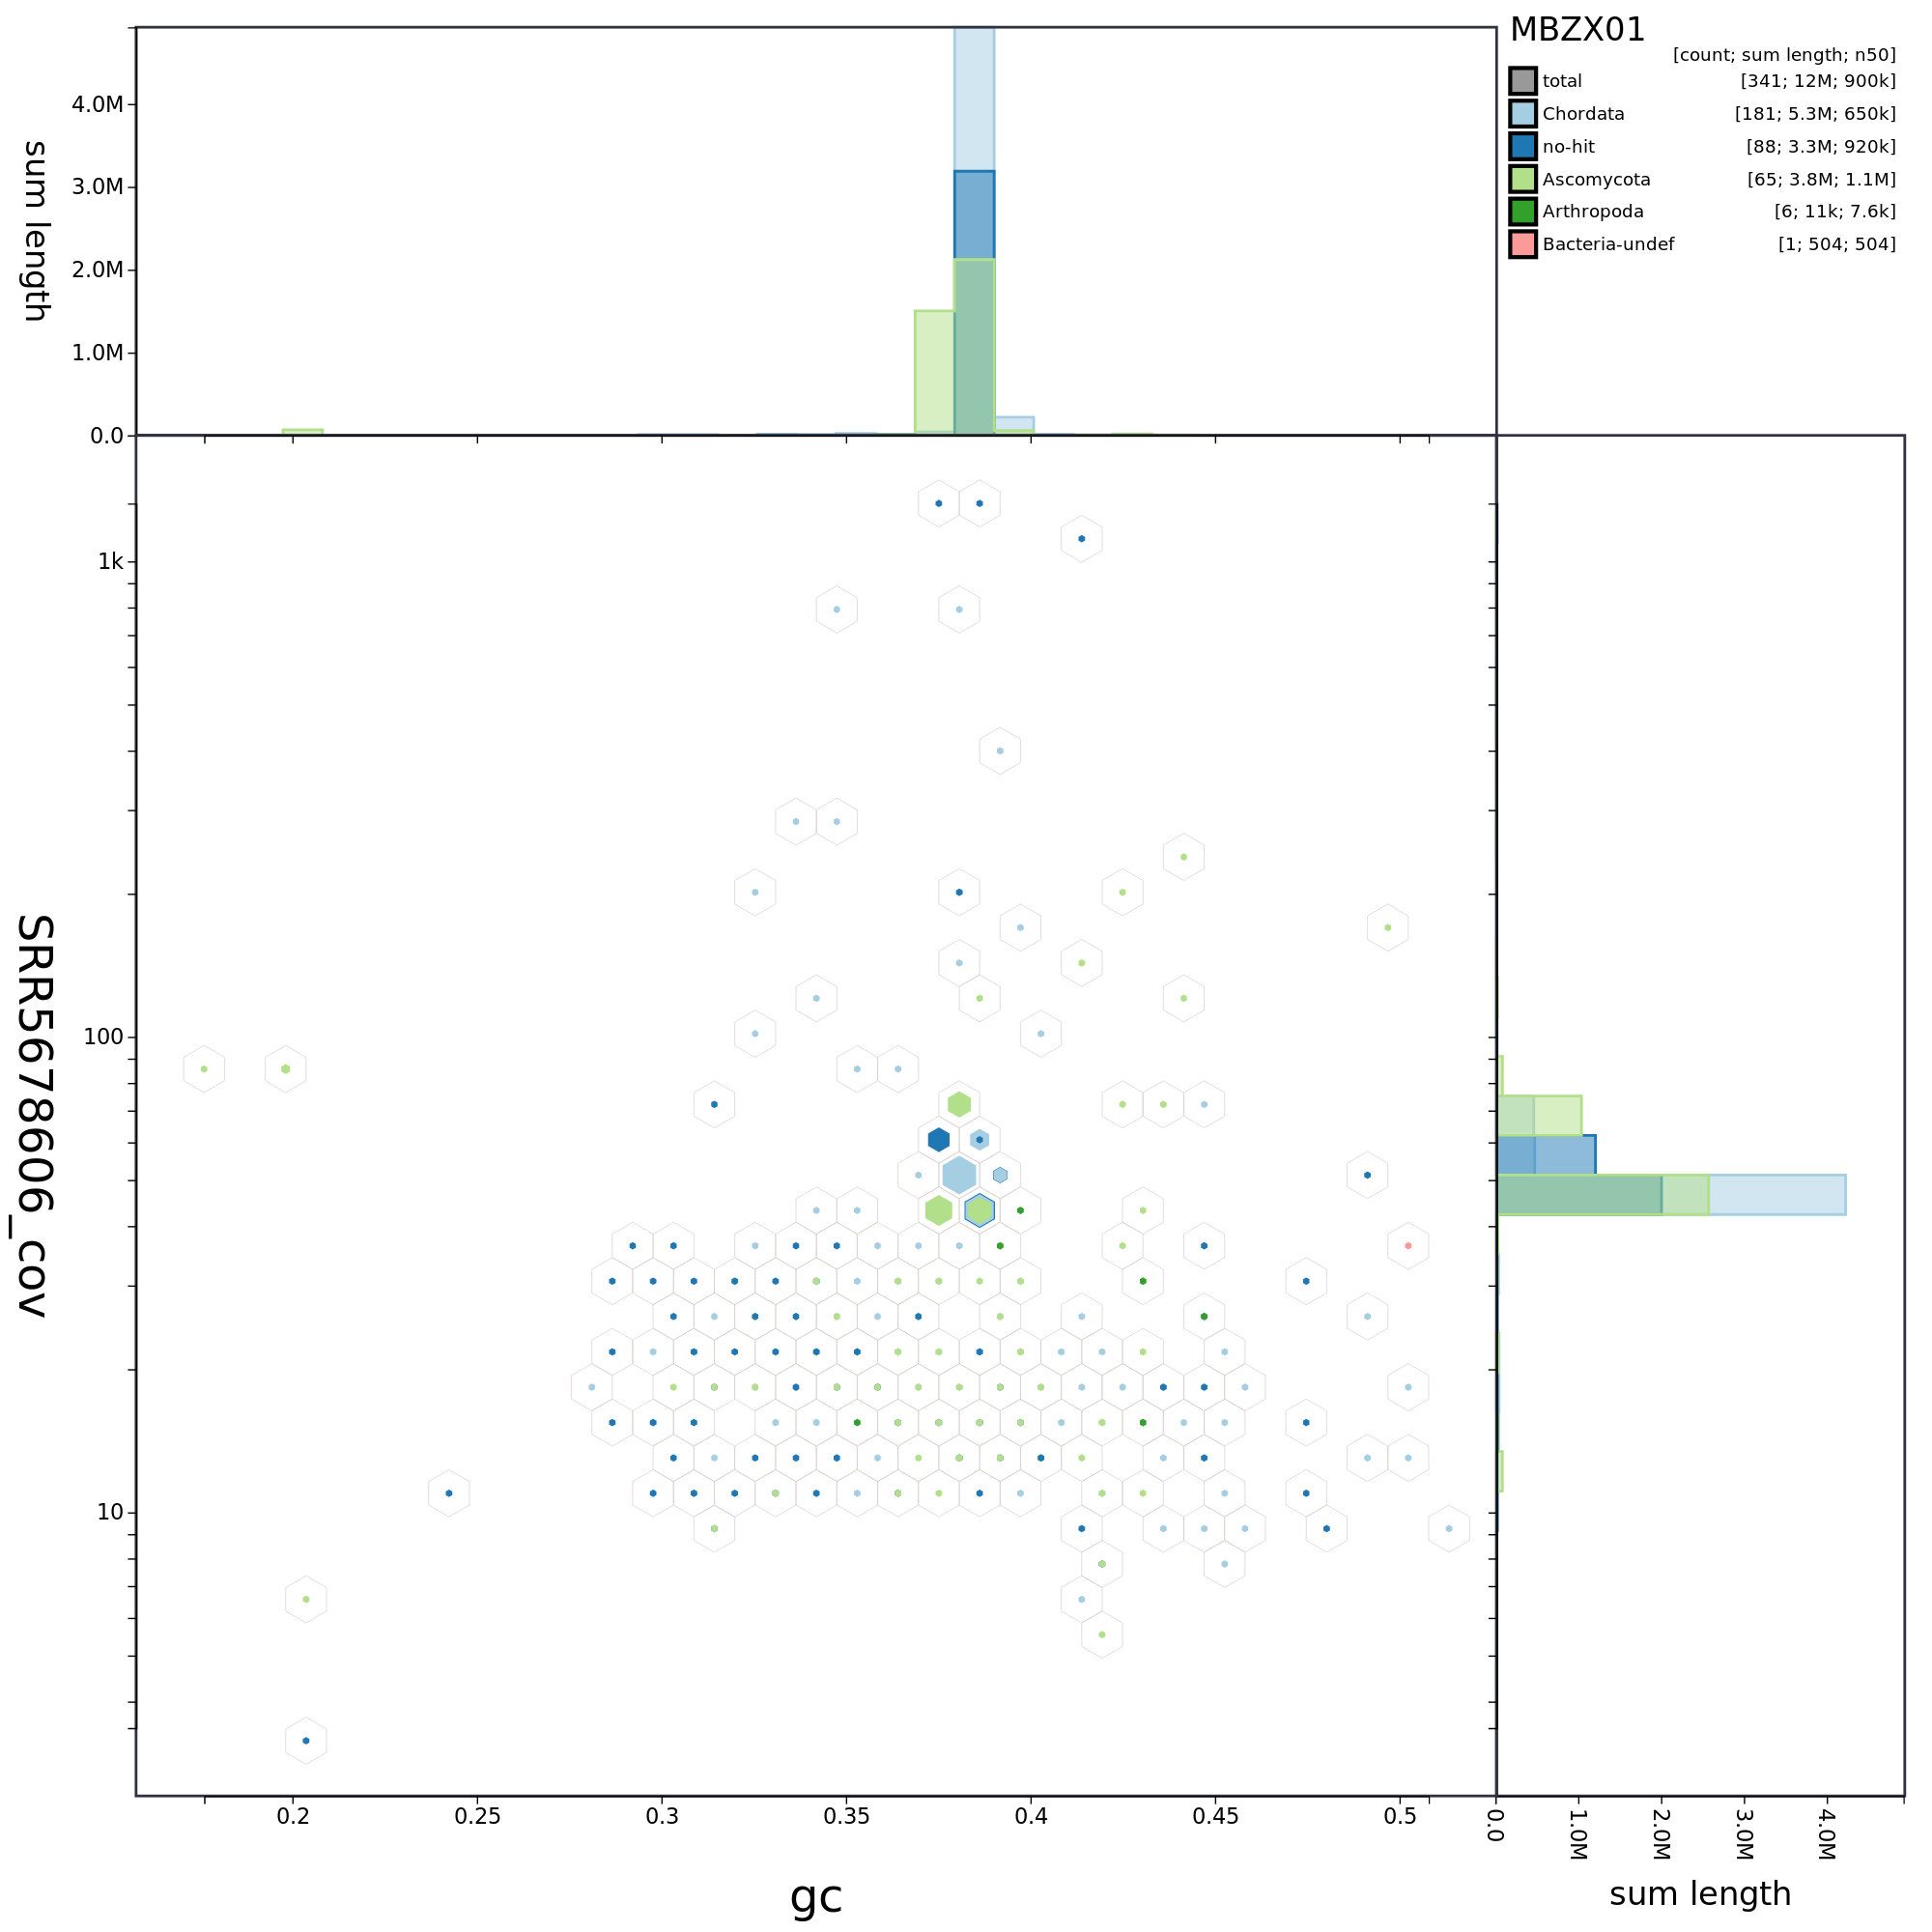 MBZX01
[count; sum length; n50]
total [341; 12M; 900k]
Chordata [181; 5.3M; 650k]
no-hit [88; 3.3M; 920k]
Ascomycota [65; 3.8M; 1.1M]
Arthropoda [6; 11k; 7.6k]
Bacteria-undef [1; 504; 504]
sum length
4.0M
3.0M
2.0M
1.0M
0.0
SRR5678606_cov
1k
100
10
0.2 0.25 0.3 0.35 0.4 0.45 0.5
gc
0.0 1.0M 2.0M 3.0M 4.0M
sum length